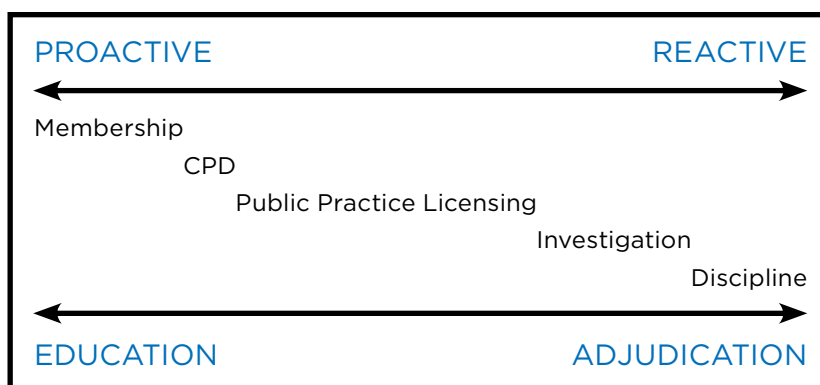 PROACTIVE REACTIVE
Membership
CPD
Public Practice Licensing
Investigation
Discipline
EDUCATION ADJUDICATION